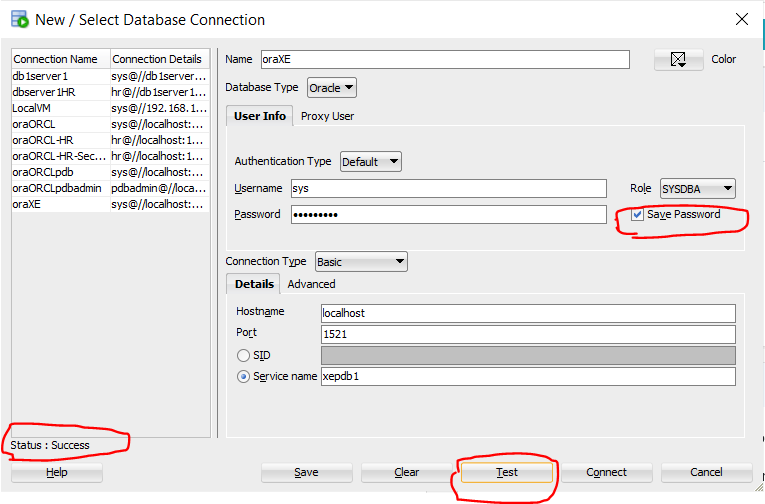 New / Select Database Connection
Connection Name Connection Details
db1server1 sys@//db1server...
dbserver1HR hr@//db1server1...
LocalVM sys@//192.168.1...
oraORCL sys@//localhost:...
oraORCL-HR hr@//localhost:1...
oraORCL-HR-Sec... hr@//localhost:1...
oraORCLpdb sys@//localhost:...
oraORCLpdbadmin pdbadmin@//loca...
oraXE sys@//localhost:...
Status : Success
Name oraXE Color
Database Type Oracle
User Info Proxy User
Authentication Type Default
Username sys Role SYSDBA
Password ••••••••• Save Password
Connection Type Basic
Details Advanced
Hostname localhost
Port 1521
SID
Service name xepdb1
Help Save Clear Test Connect Cancel